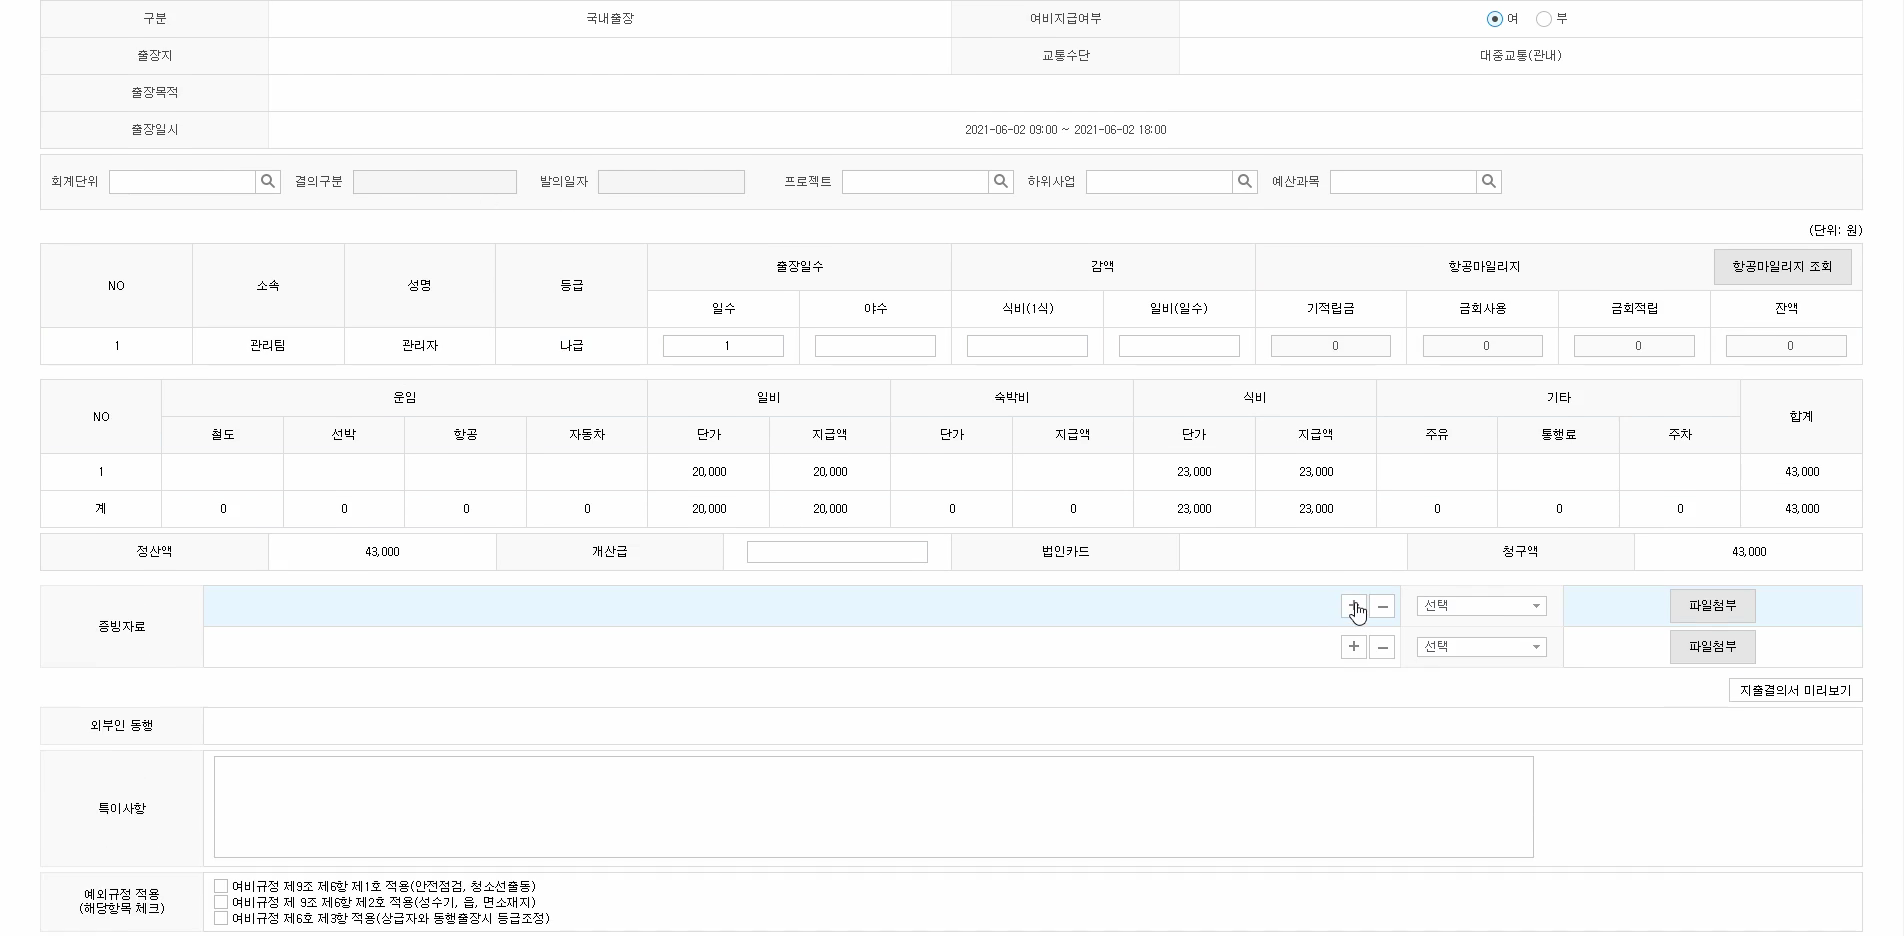 구분 국내출장 여비지급여부 여 부
출장지 교통수단 대중교통(관내)
출장목적
출장일시 2021-06-02 09:00 ~ 2021-06-02 18:00
회계단위 결의구분 발의일자 프로젝트 하위사업 예산과목
(단위: 원)
NO 소속 성명 등급 출장일수 감액 항공마일리지 항공마일리지 조회
일수 야수 식비(1식) 일비(일수) 기적립금 금회사용 금회적립 잔액
1 관리팀 관리자 나급 1 0 0 0 0
NO 운임 일비 숙박비 식비 기타 합계
철도 선박 항공 자동차 단가 지급액 단가 지급액 단가 지급액 주유 통행료 주차
1 20,000 20,000 23,000 23,000 43,000
계 0 0 0 0 20,000 20,000 0 0 23,000 23,000 0 0 0 43,000
정산액 43,000 개산급 법인카드 청구액 43,000
증빙자료 선택 파일첨부
선택 파일첨부
지출결의서 미리보기
외부인 동행
특이사항
예외규정 적용
(해당항목 체크)
여비규정 제9조 제6항 제1호 적용(안전점검, 청소선출동)
여비규정 제 9조 제6항 제2호 적용(성수기, 읍, 면소재지)
여비규정 제6호 제3항 적용(상급자와 동행출장시 등급조정)